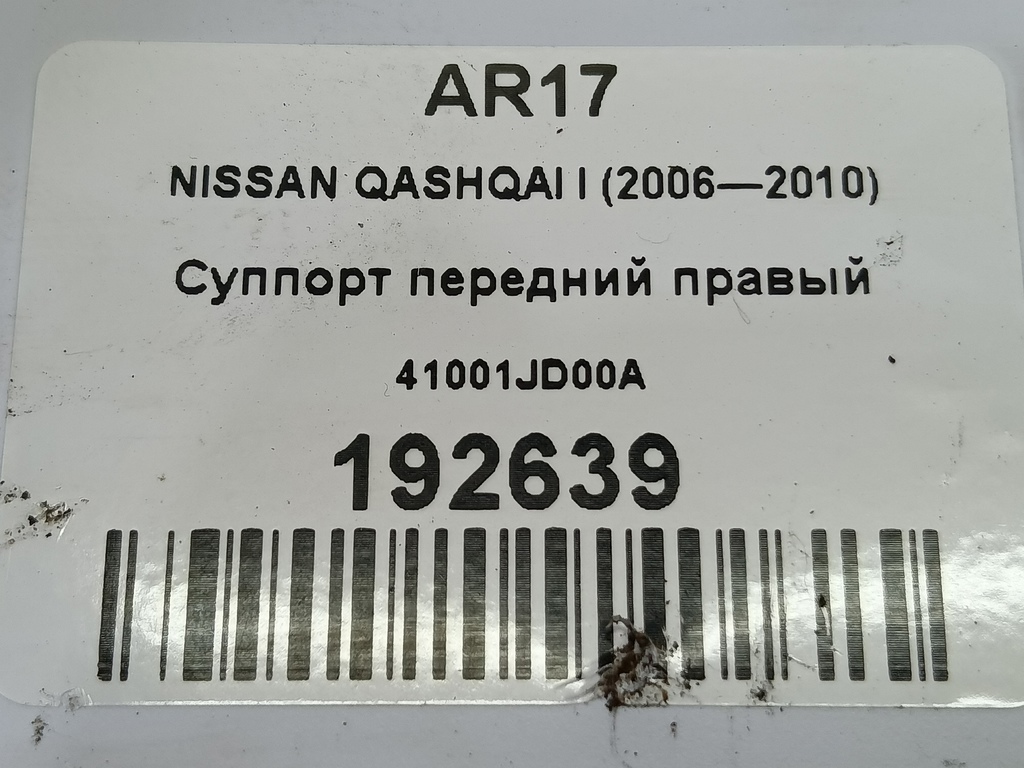 AR17
NISSAN QASHQAI I (2006—2010)
Суппорт передний правый
41001JD00A
192639